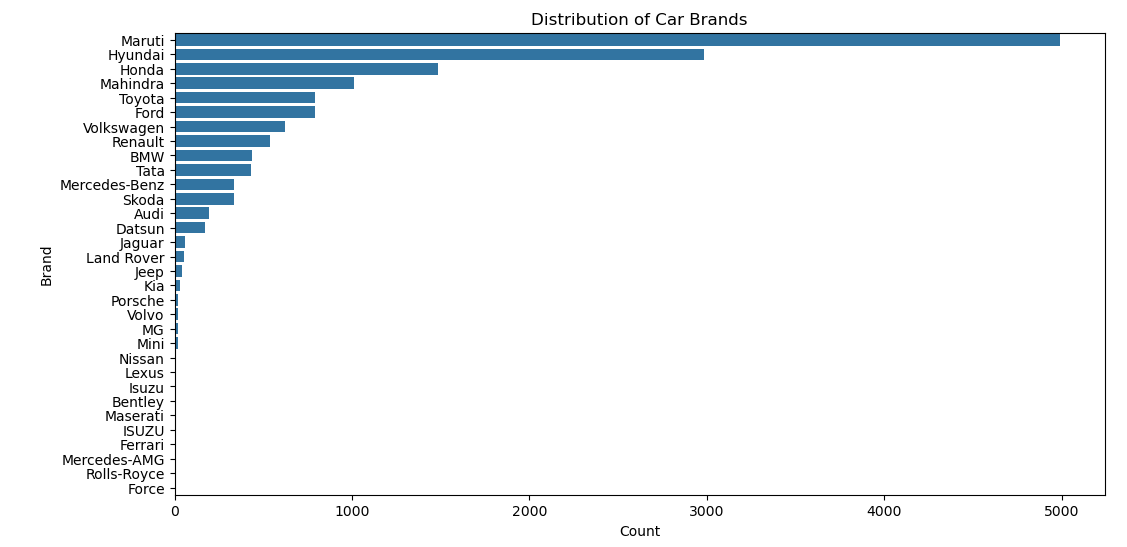 Distribution of Car Brands
Maruti
Hyundai
Honda
Mahindra
Toyota
Ford
Volkswagen
Renault
BMW
Tata
Mercedes-Benz
Skoda
Audi
Datsun
Jaguar
Land Rover
Jeep
Kia
Porsche
Volvo
MG
Mini
Nissan
Lexus
Isuzu
Bentley
Maserati
ISUZU
Ferrari
Mercedes-AMG
Rolls-Royce
Force
Brand
0 1000 2000 3000 4000 5000
Count